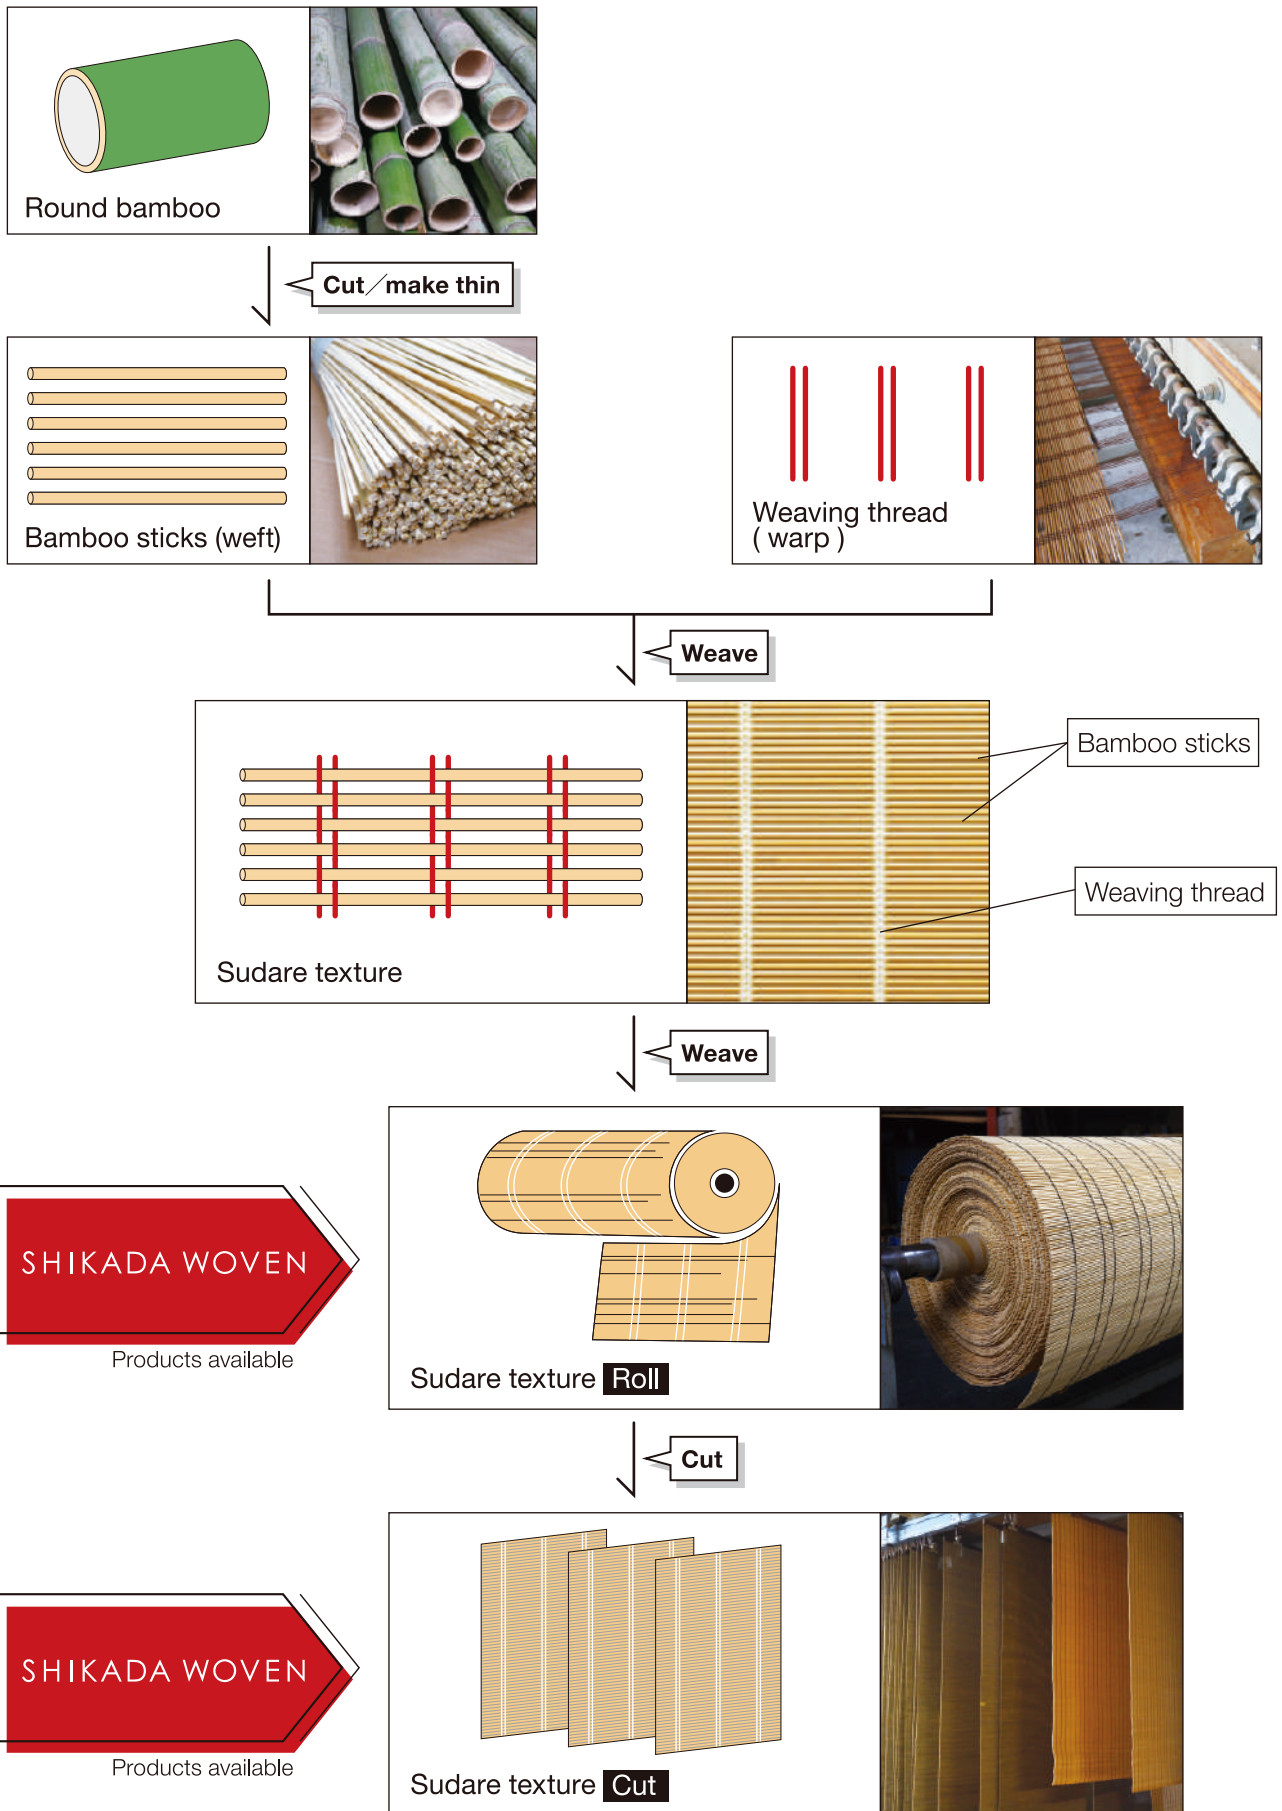 Round bamboo
Cut／make thin
Bamboo sticks (weft)
Weaving thread
( warp )
Weave
Bamboo sticks
Weaving thread
Sudare texture
Weave
SHIKADA WOVEN
Products available
Sudare texture Roll
Cut
SHIKADA WOVEN
Products available
Sudare texture Cut